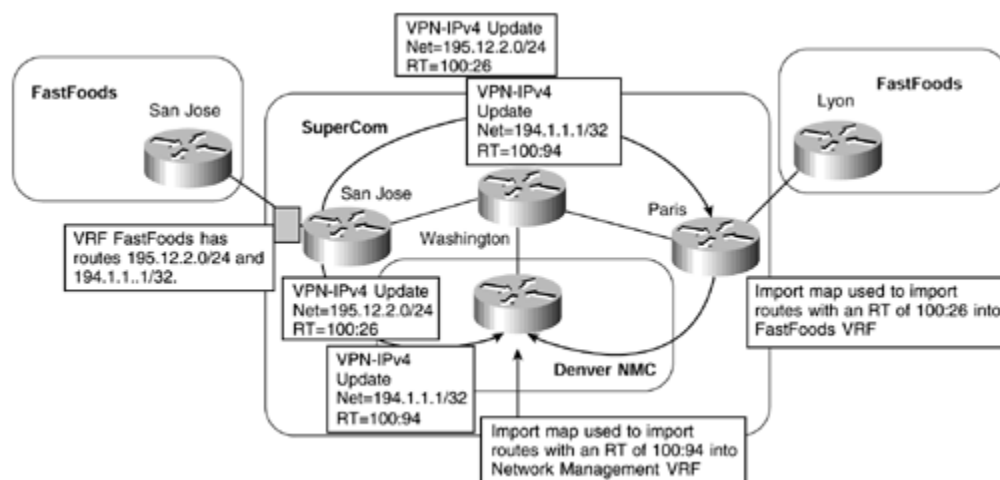 VPN-IPv4 Update
Net=195.12.2.0/24
RT=100:26
VPN-IPv4
Update
Net=194.1.1.1/32
RT=100:94
FastFoods
San Jose
SuperCom
FastFoods
Lyon
San Jose
Washington
Paris
VRF FastFoods has
routes 195.12.2.0/24 and
194.1.1..1/32.
VPN-IPv4 Update
Net=195.12.2.0/24
RT=100:26
VPN-IPv4
Update
Net=194.1.1.1/32
RT=100:94
Denver NMC
Import map used to import
routes with an RT of 100:26 into
FastFoods VRF
Import map used to import
routes with an RT of 100:94 into
Network Management VRF